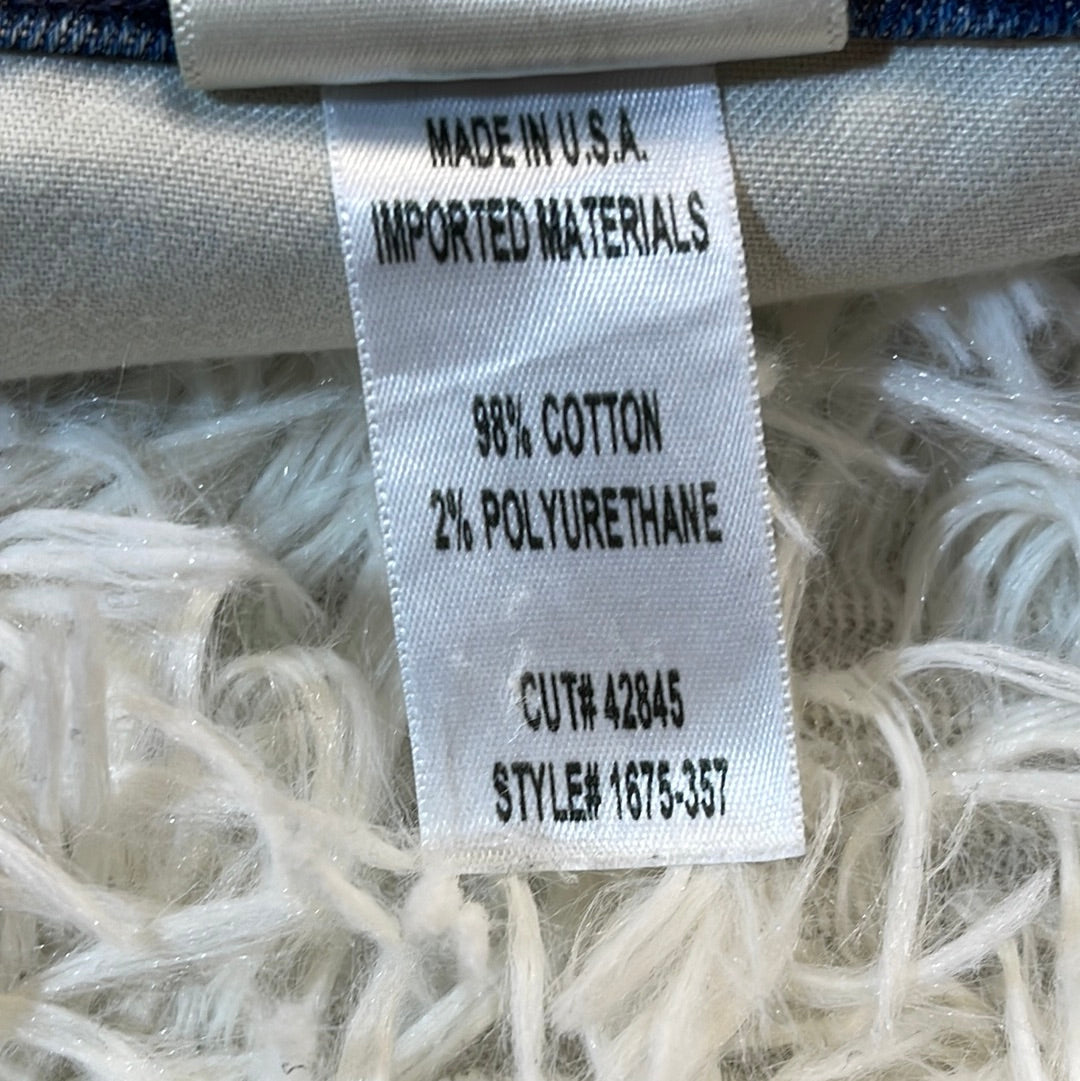 MADE IN U.S.A.
IMPORTED MATERIALS
98% COTTON
2% POLYURETHANE
CUT# 42845
STYLE# 1675-357